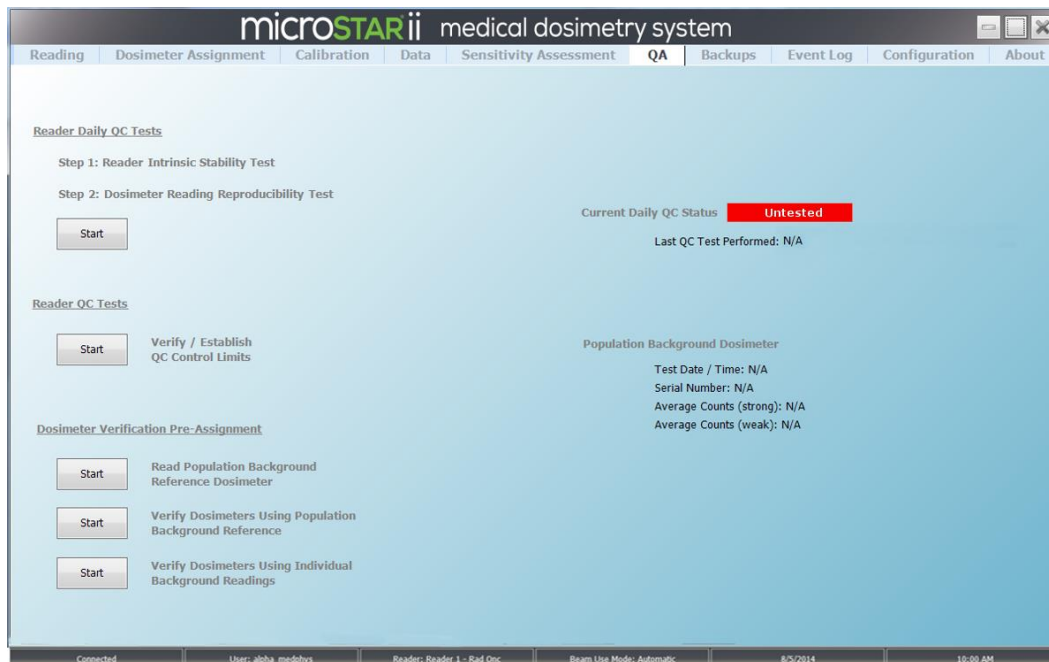 microSTAR ii medical dosimetry system
Reading Dosimeter Assignment Calibration Data Sensitivity Assessment QA Backups Event Log Configuration About
Reader Daily QC Tests
Step 1: Reader Intrinsic Stability Test
Step 2: Dosimeter Reading Reproducibility Test
Start
Current Daily QC Status Untested
Last QC Test Performed: N/A
Reader QC Tests
Start
Verify / Establish
QC Control Limits
Population Background Dosimeter
Test Date / Time: N/A
Serial Number: N/A
Average Counts (strong): N/A
Average Counts (weak): N/A
Dosimeter Verification Pre-Assignment
Start
Read Population Background
Reference Dosimeter
Start
Verify Dosimeters Using Population
Background Reference
Start
Verify Dosimeters Using Individual
Background Readings
Connected User: alpha_medphys Reader: Reader 1 - Rad Onc Beam Use Mode: Automatic 8/5/2014 10:00 AM